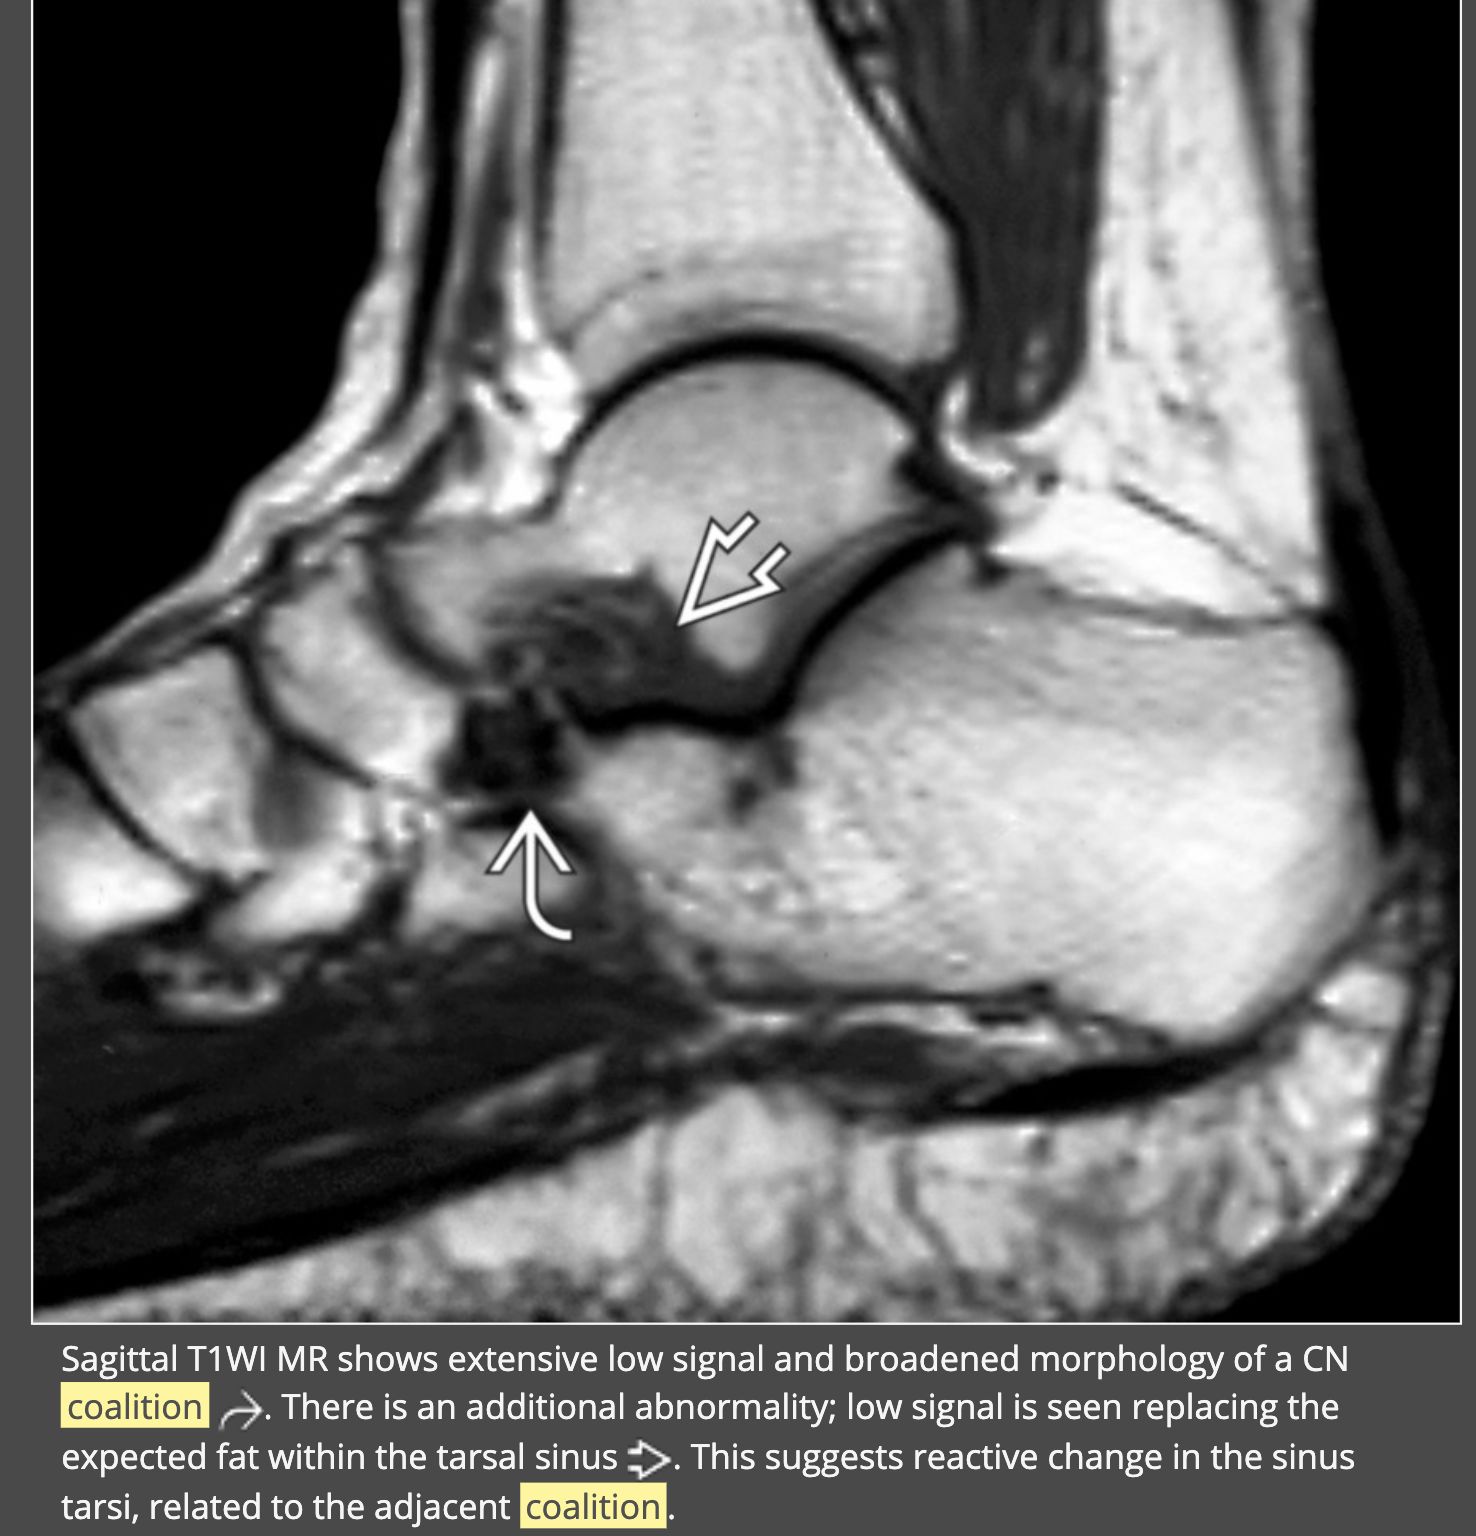 Sagittal T1WI MR shows extensive low signal and broadened morphology of a CN
coalition . There is an additional abnormality; low signal is seen replacing the
expected fat within the tarsal sinus . This suggests reactive change in the sinus
tarsi, related to the adjacent coalition.